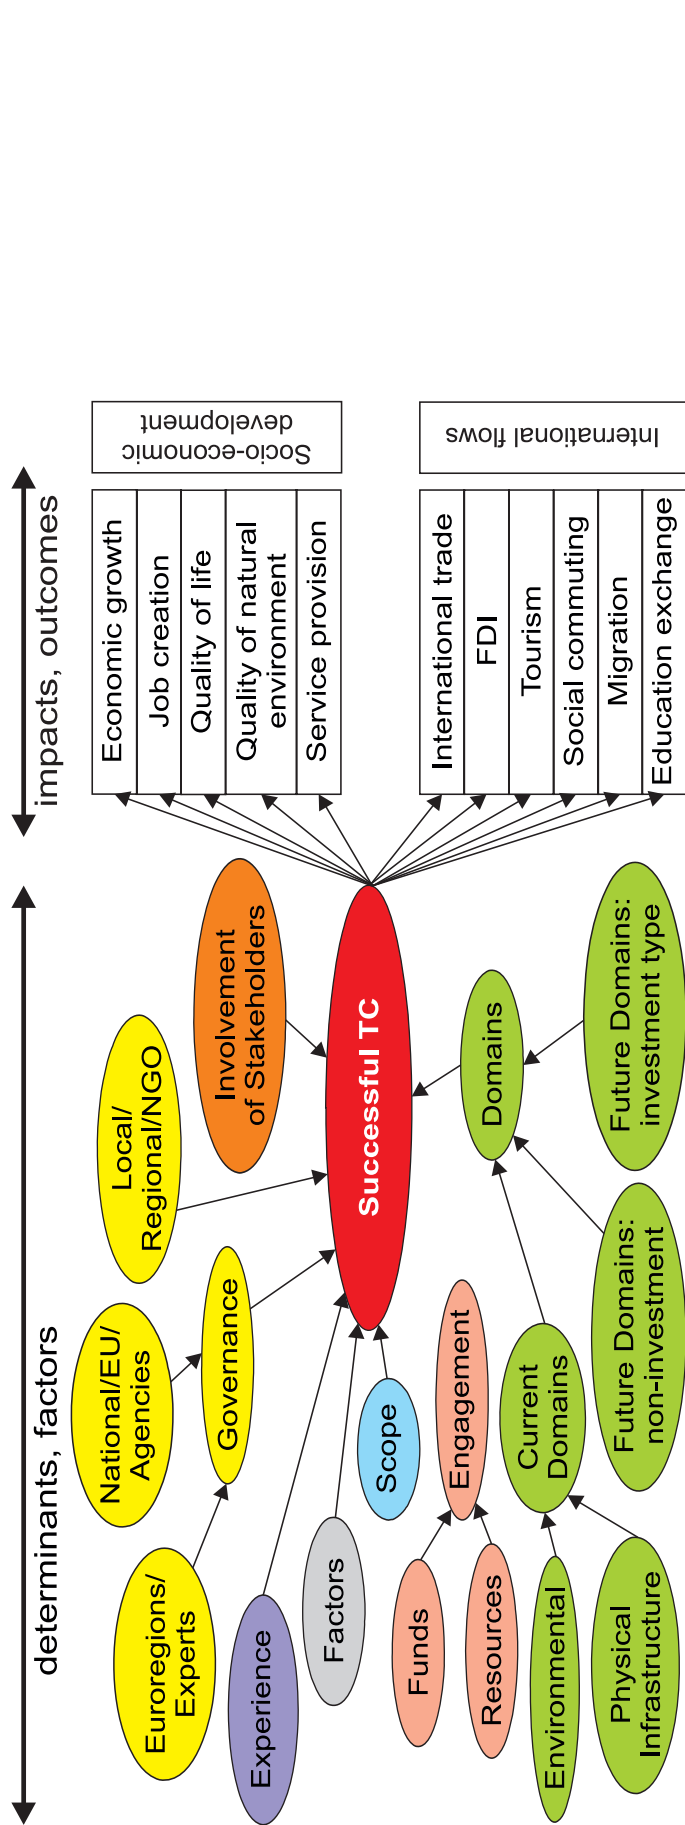 determinants, factors
impacts, outcomes
Euroregions/
Experts
National/EU/
Agencies
Local/
Regional/NGO
Governance
Involvement
of Stakeholders
Experience
Factors
Scope
Successful TC
Funds
Resources
Engagement
Environmental
Physical
Infrastructure
Current
Domains
Domains
Future Domains:
non-investment
Future Domains:
investment type
Economic growth
Job creation
Quality of life
Quality of natural
environment
Service provision
Socio-economic
development
International trade
FDI
Tourism
Social commuting
Migration
Education exchange
International flows